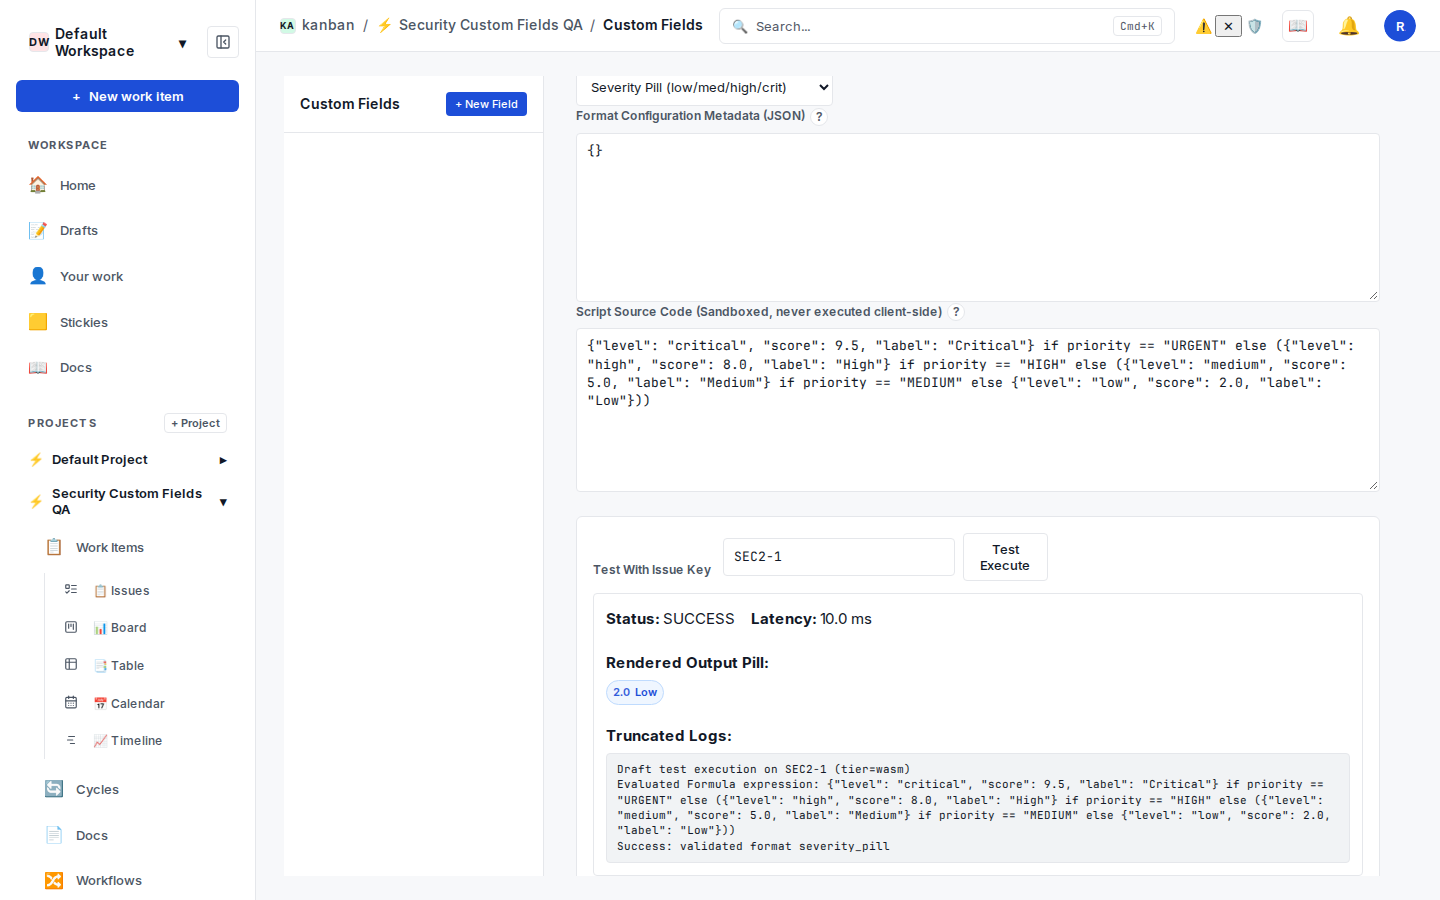 DW Default Workspace ▼
+ New work item
WORKSPACE
Home
Drafts
Your work
Stickies
Docs
PROJECTS
+ Project
Default Project ▸
Security Custom Fields QA ▾
Work Items
Issues
Board
Table
Calendar
Timeline
Cycles
Docs
Workflows
KA kanban / Security Custom Fields QA / Custom Fields
Search...
Cmd+K
✕
R
Custom Fields
+ New Field
Severity Pill (low/med/high/crit)
Format Configuration Metadata (JSON) ?
{}
Script Source Code (Sandboxed, never executed client-side) ?
{"level": "critical", "score": 9.5, "label": "Critical"} if priority == "URGENT" else ({"level":
"high", "score": 8.0, "label": "High"} if priority == "HIGH" else ({"level": "medium", "score":
5.0, "label": "Medium"} if priority == "MEDIUM" else {"level": "low", "score": 2.0, "label":
"Low"}))
Test With Issue Key
SEC2-1
Test
Execute
Status: SUCCESS Latency: 10.0 ms
Rendered Output Pill:
2.0 Low
Truncated Logs:
Draft test execution on SEC2-1 (tier=wasm)
Evaluated Formula expression: {"level": "critical", "score": 9.5, "label": "Critical"} if priority ==
"URGENT" else ({"level": "high", "score": 8.0, "label": "High"} if priority == "HIGH" else ({"level":
"medium", "score": 5.0, "label": "Medium"} if priority == "MEDIUM" else {"level": "low", "score": 2.0,
"label": "Low"}))
Success: validated format severity_pill